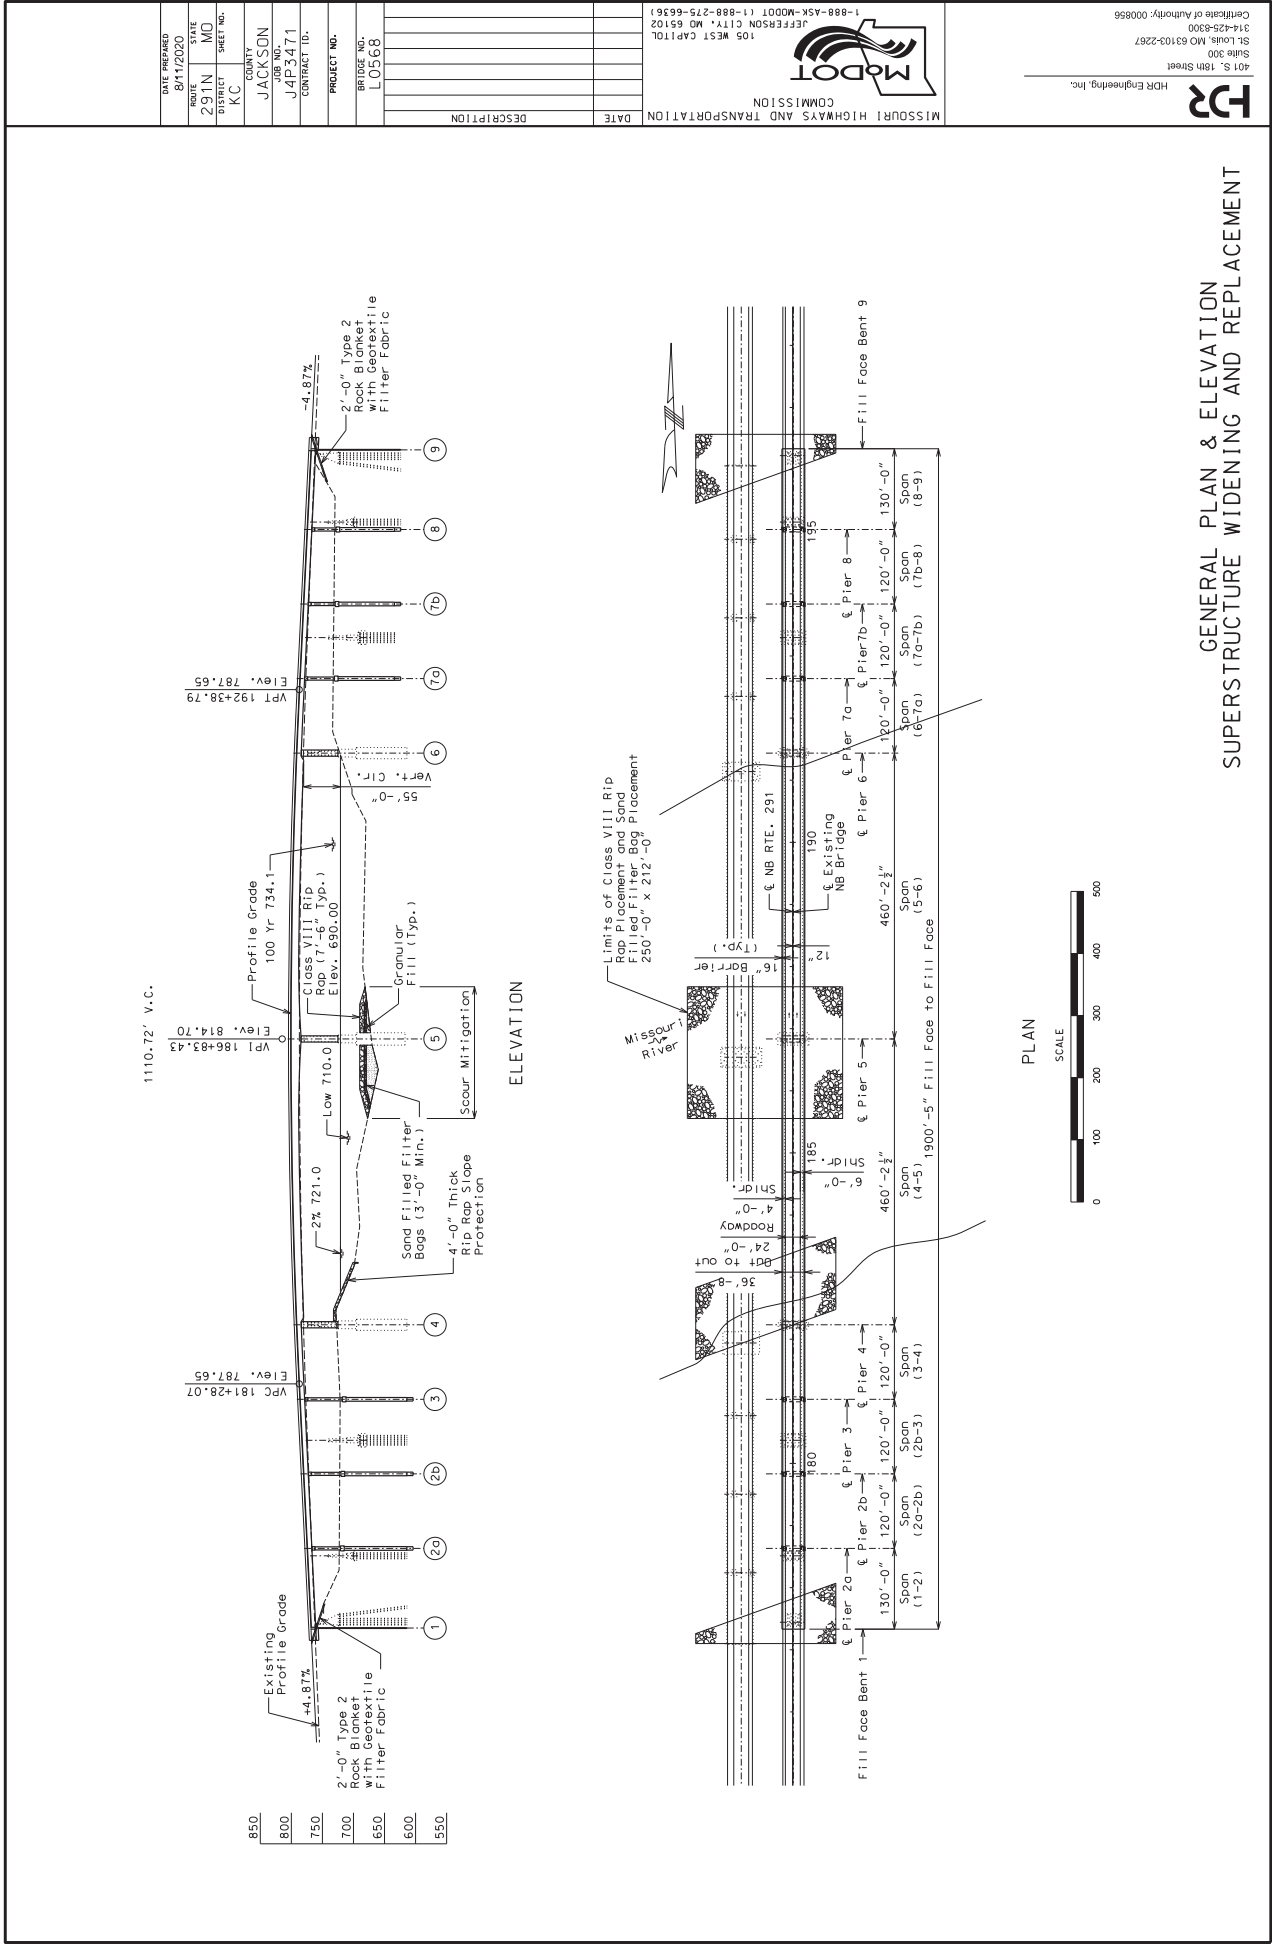 DATE PREPARED
8/11/2020
ROUTE
291N
STATE
MO
DISTRICT
KC
SHEET NO.
COUNTY
JACKSON
JOB NO.
J4P3471
CONTRACT ID.
PROJECT NO.
BRIDGE NO.
L0568
DESCRIPTION
DATE
MISSOURI HIGHWAYS AND TRANSPORTATION
COMMISSION
MoDOT
105 WEST CAPITOL
JEFFERSON CITY, MO 65102
1-888-ASK-MODOT (1-888-275-6636)
HDR
HDR Engineering, Inc.
401 S. 18th Street
Suite 300
St. Louis, MO 63103-2267
314-425-8300
Certificate of Authority: 000856
1110.72' V.C.
VPC 181+28.07
Elev. 787.65
VPI 186+83.43
Elev. 814.70
VPT 192+38.79
Elev. 787.65
Existing
Profile Grade
+4.87%
-4.87%
Profile Grade
100 Yr 734.1
2% 721.0
Low 710.0
Class VIII Rip
Rap (7'-6" Typ.)
Elev. 690.00
55'-0"
Vert. Clr.
2'-0" Type 2
Rock Blanket
with Geotextile
Filter Fabric
2'-0" Type 2
Rock Blanket
with Geotextile
Filter Fabric
Sand Filled Filter
Bags (3'-0" Min.)
4'-0" Thick
Rip Rap Slope
Protection
Granular
Fill (Typ.)
Scour Mitigation
850
800
750
700
650
600
550
1
2a
2b
3
4
5
6
7a
7b
8
9
ELEVATION
Limits of Class VIII Rip
Rap Placement and Sand
Filled Filter Bag Placement
250'-0" x 212'-0"
Missouri
River
N
36'-8"
Out to out
24'-0"
Roadway
4'-0"
Shldr.
6'-0"
Shldr.
16" Barrier
(Typ.)
12"
℄ NB RTE. 291
℄ Existing
NB Bridge
180
185
190
195
Fill Face Bent 1
℄ Pier 2a
℄ Pier 2b
℄ Pier 3
℄ Pier 4
℄ Pier 5
℄ Pier 6
℄ Pier 7a
℄ Pier7b
℄ Pier 8
Fill Face Bent 9
130'-0"
Span
(1-2)
120'-0"
Span
(2a-2b)
120'-0"
Span
(2b-3)
120'-0"
Span
(3-4)
460'-2½"
Span
(4-5)
460'-2½"
Span
(5-6)
120'-0"
Span
(6-7a)
120'-0"
Span
(7a-7b)
120'-0"
Span
(7b-8)
130'-0"
Span
(8-9)
1900'-5" Fill Face to Fill Face
PLAN
SCALE
0
100
200
300
400
500
GENERAL PLAN & ELEVATION
SUPERSTRUCTURE WIDENING AND REPLACEMENT